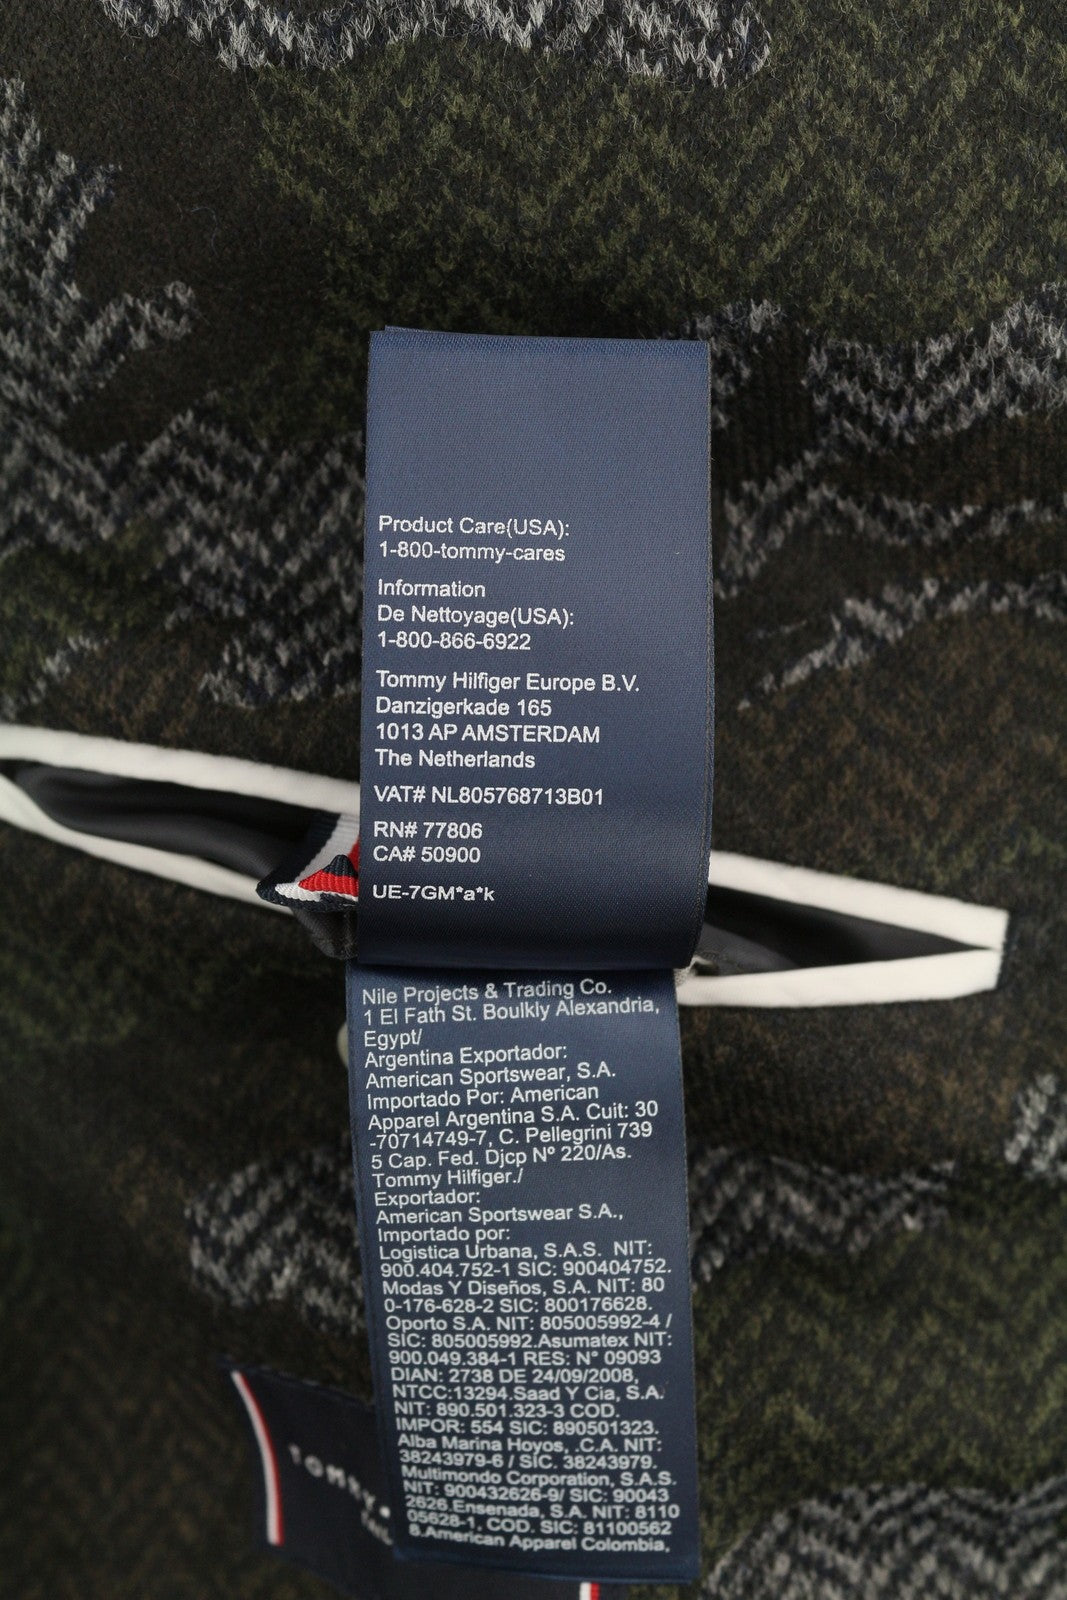 Product Care(USA):
1-800-tommy-cares
Information
De Nettoyage(USA):
1-800-866-6922
Tommy Hilfiger Europe B.V.
Danzigerkade 165
1013 AP AMSTERDAM
The Netherlands
VAT# NL805768713B01
RN# 77806
CA# 50900
UE-7GM*a*k
Nile Projects & Trading Co.
1 El Fath St. Boulkly Alexandria,
Egypt/
Argentina Exportador:
American Sportswear, S.A.
Importado Por: American
Apparel Argentina S.A. Cuit: 30
-70714749-7, C. Pellegrini 739
5 Cap. Fed. Djcp Nº 220/As.
Tommy Hilfiger./
Exportador:
American Sportswear S.A.,
Importado por:
Logistica Urbana, S.A.S. NIT:
900.404.752-1 SIC: 900404752.
Modas Y Diseños, S.A. NIT: 80
0-176-628-2 SIC: 800176628.
Oporto S.A. NIT: 805005992-4 /
SIC: 805005992.Asumatex NIT:
900.049.384-1 RES: N° 09093
DIAN: 2738 DE 24/09/2008,
NTCC:13294.Saad Y Cia, S.A.
NIT: 890.501.323-3 COD.
IMPOR: 554 SIC: 890501323.
Alba Marina Hoyos, .C.A. NIT:
38243979-6 / SIC. 38243979.
Multimondo Corporation, S.A.S.
NIT: 900432626-9/ SIC: 90043
2626.Ensenada, S.A. NIT: 8110
05628-1, COD. SIC: 81100562
8.American Apparel Colombia,
TOMMY